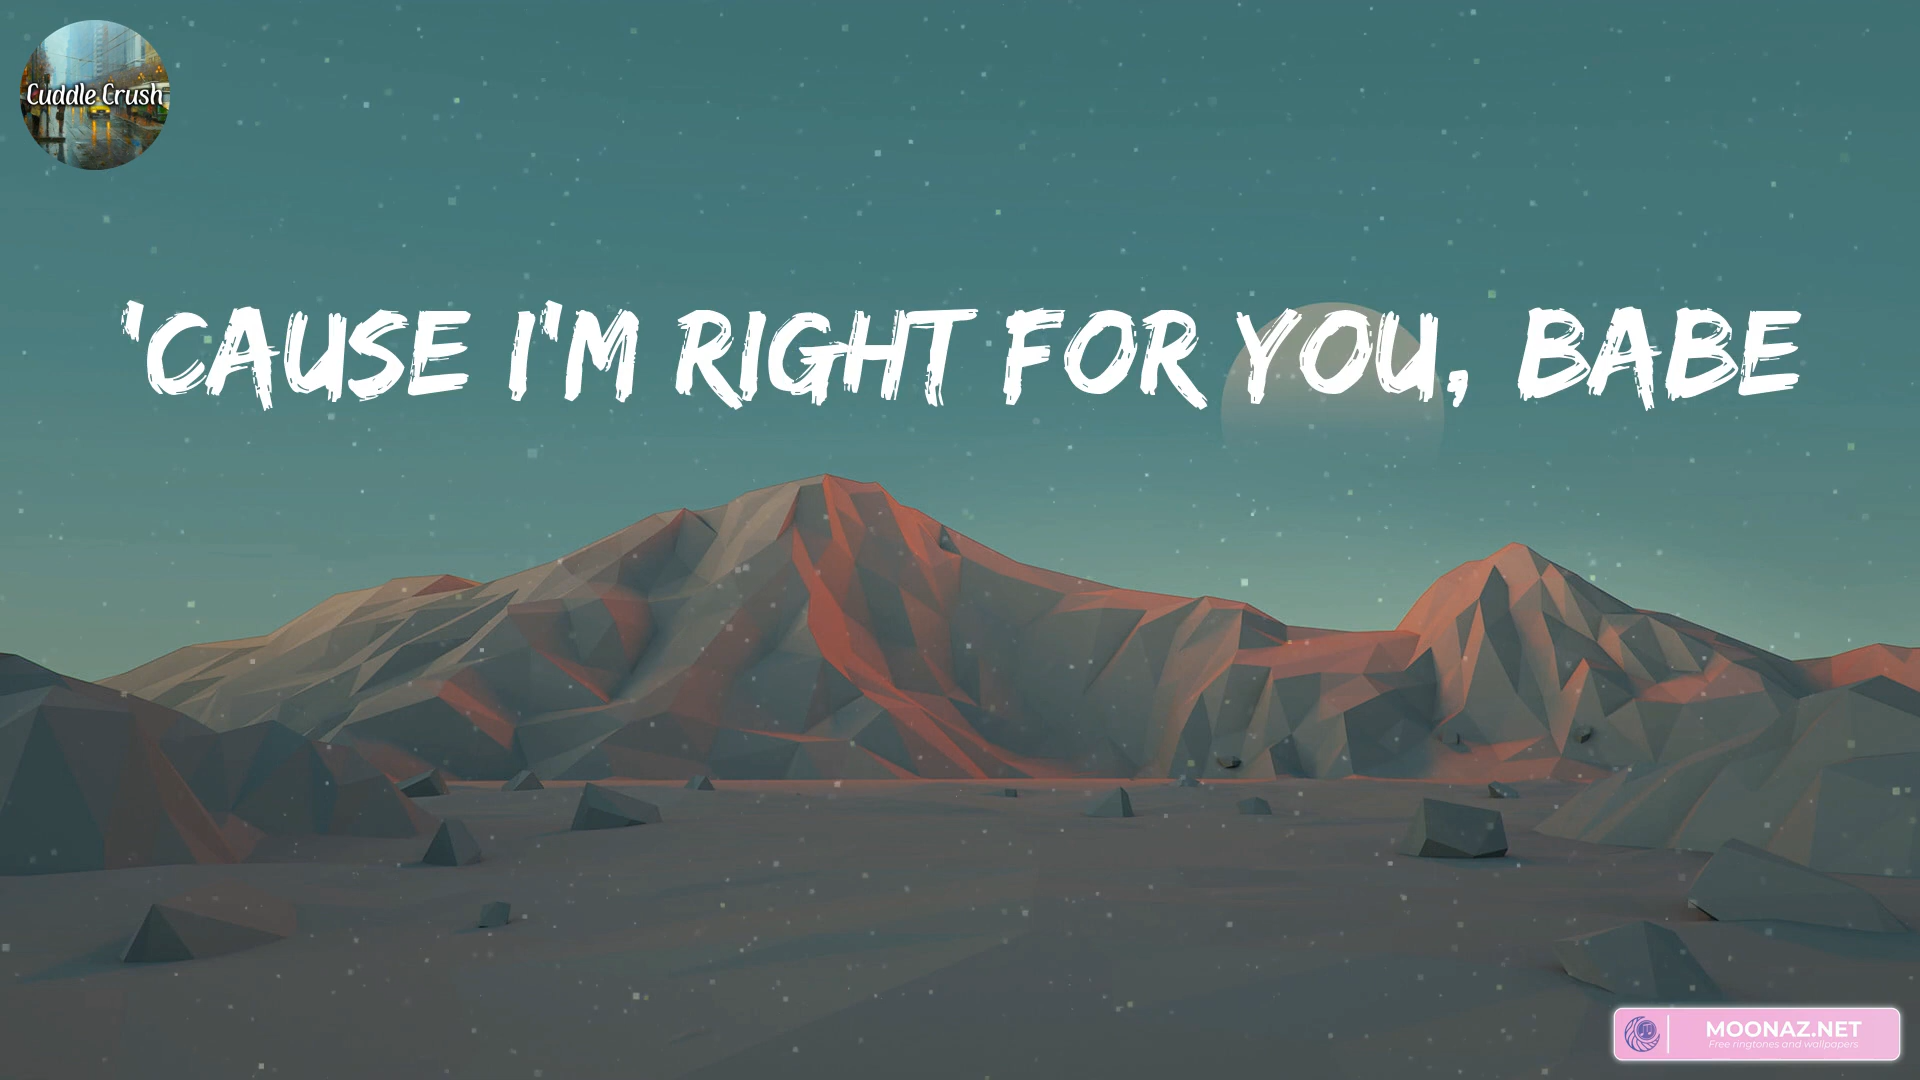 Cuddle Crush
'CAUSE I'M RIGHT FOR YOU, BABE
MOONAZ.NET
Free ringtones and wallpapers